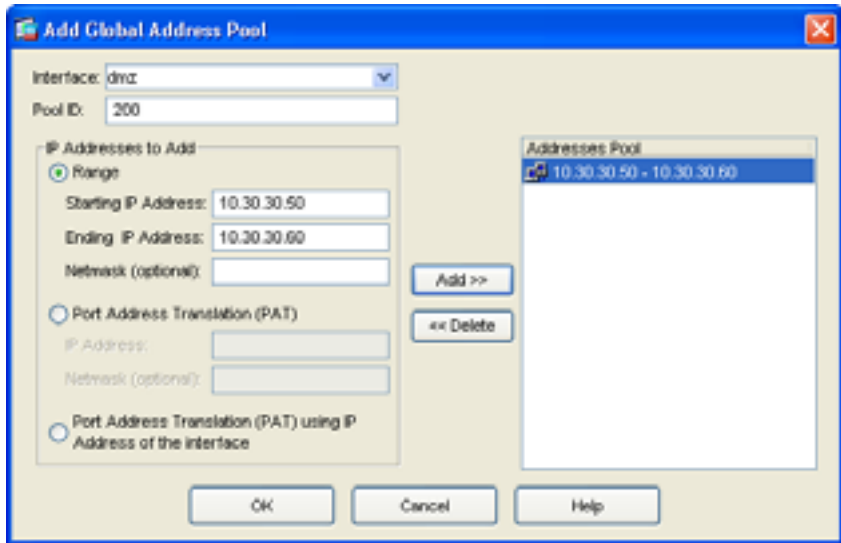 Add Global Address Pool
Interface: dmz
Pool ID: 200
IP Addresses to Add
Range
Starting IP Address: 10.30.30.50
Ending IP Address: 10.30.30.60
Netmask (optional):
Port Address Translation (PAT)
IP Address:
Netmask (optional):
Port Address Translation (PAT) using IP
Address of the interface
Add >>
<< Delete
Addresses Pool
10.30.30.50 - 10.30.30.60
OK
Cancel
Help